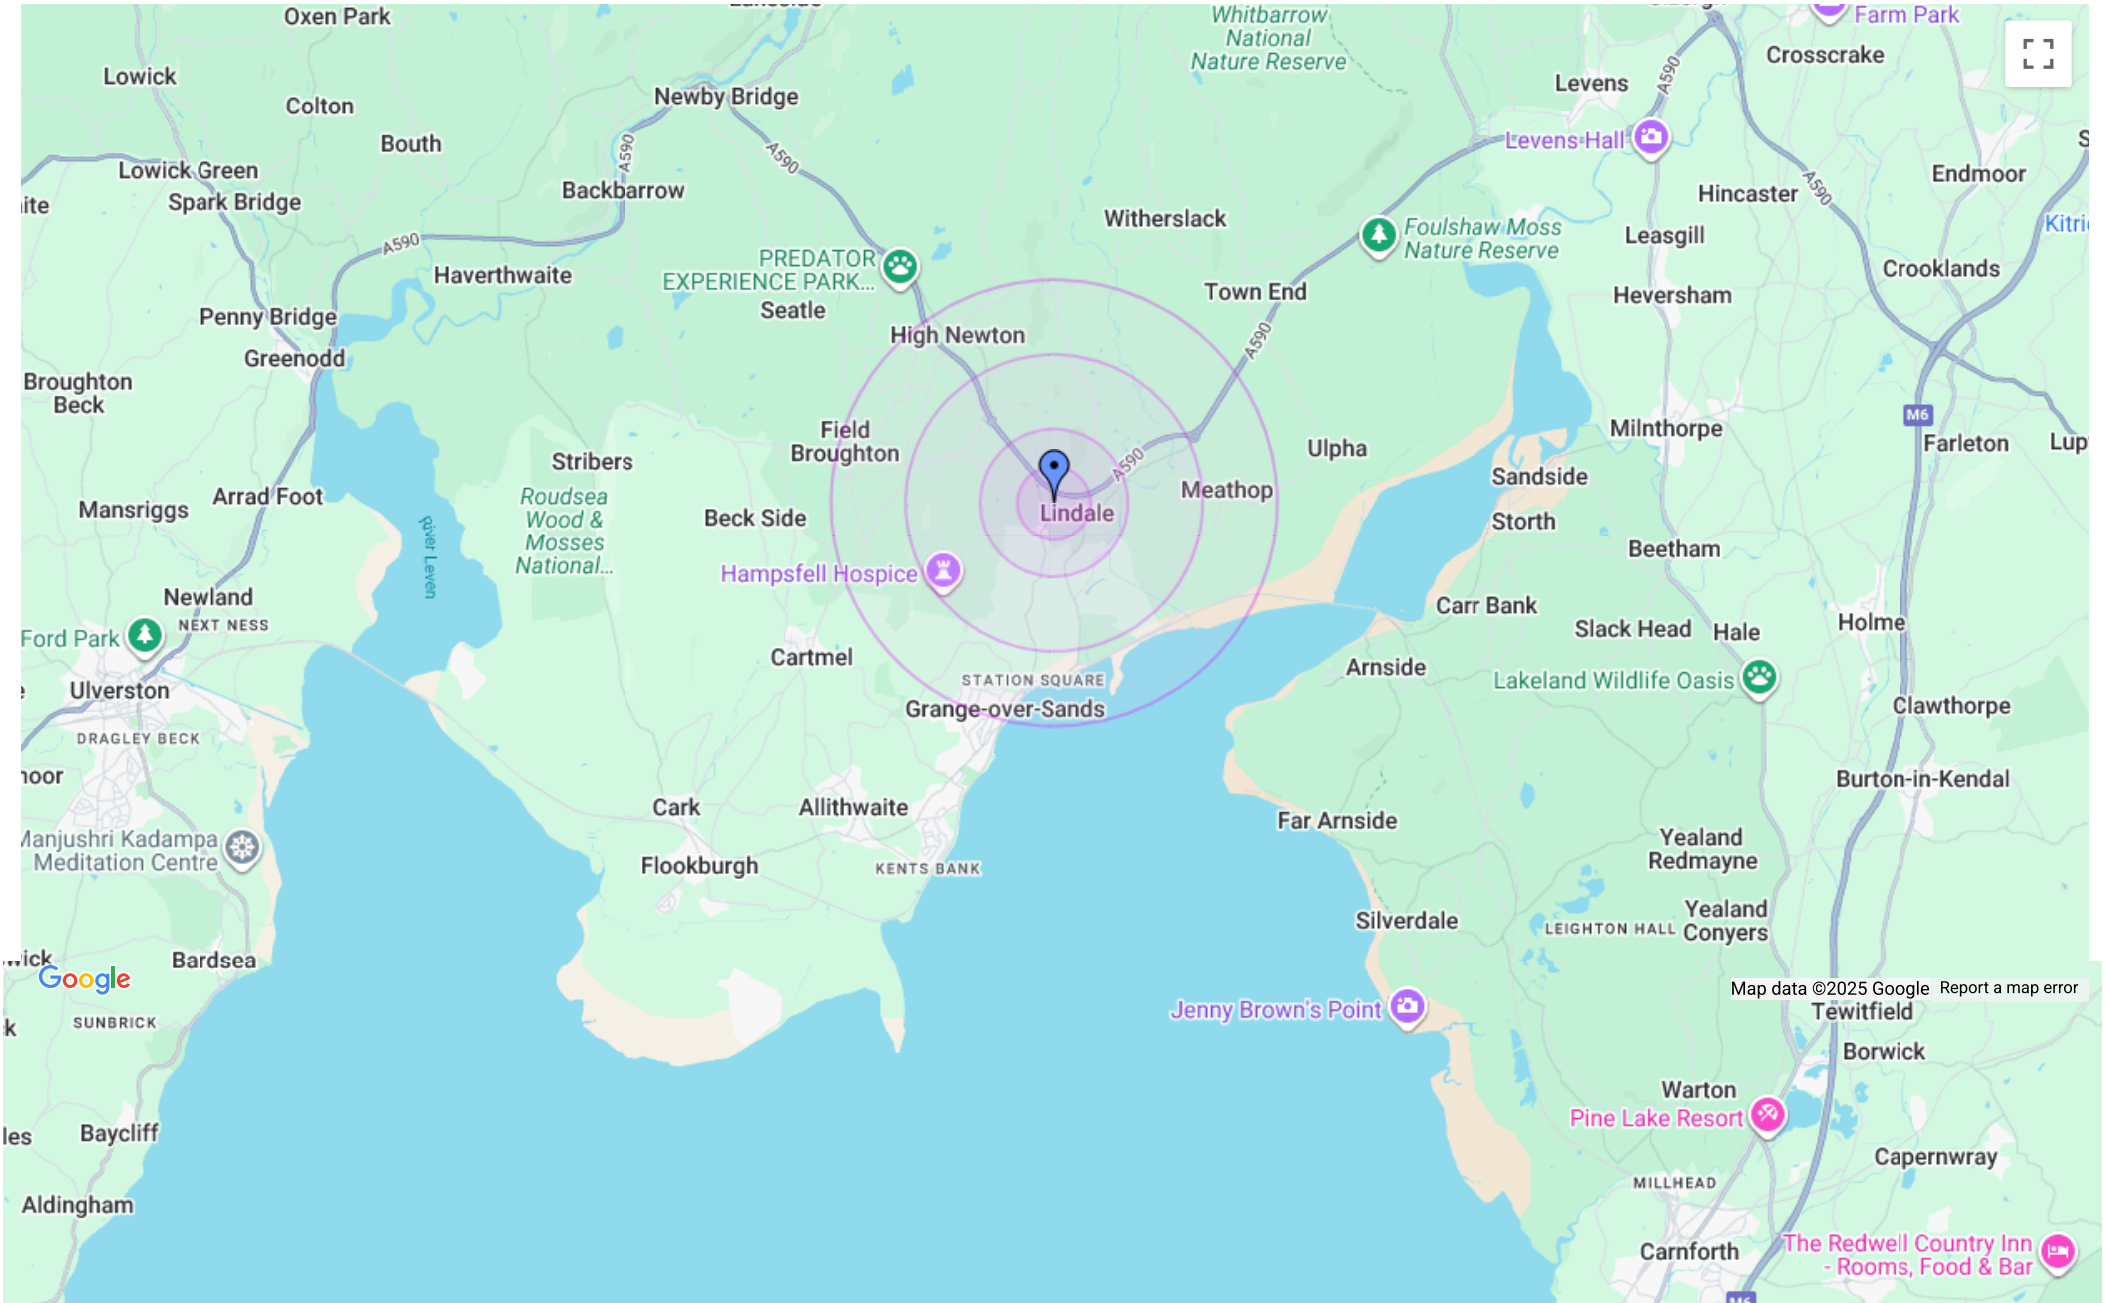 Oxen Park
Whitbarrow
National
Nature Reserve
Farm Park
Crosscrake
Lowick
Levens
A590
Newby Bridge
Colton
Bouth
A590
A590
Levens Hall
Lowick Green
Endmoor
Spark Bridge
Backbarrow
Hincaster
A590
Witherslack
Foulshaw Moss
Nature Reserve
Leasgill
A590
PREDATOR
EXPERIENCE PARK...
Haverthwaite
Crooklands
Seatle
Town End
Heversham
Penny Bridge
High Newton
A590
Greenodd
Broughton
Beck
M6
Field
Broughton
Milnthorpe
Farleton
Ulpha
Stribers
A590
Sandside
Meathop
Arrad Foot
Roudsea
Wood &
Mosses
National...
Mansriggs
Beck Side
Lindale
Storth
River Leven
Beetham
Hampsfell Hospice
Newland
Carr Bank
NEXT NESS
Holme
Ford Park
Slack Head
Hale
Cartmel
Arnside
STATION SQUARE
Lakeland Wildlife Oasis
Ulverston
Grange-over-Sands
Clawthorpe
DRAGLEY BECK
Burton-in-Kendal
Cark
Allithwaite
Far Arnside
Manjushri Kadampa
Meditation Centre
Yealand
Redmayne
Flookburgh
KENTS BANK
Silverdale
LEIGHTON HALL
Yealand
Conyers
Bardsea
Google
Map data ©2025 Google
Report a map error
Jenny Brown's Point
Tewitfield
SUNBRICK
Borwick
Warton
Pine Lake Resort
Baycliff
Capernwray
MILLHEAD
Aldingham
Carnforth
The Redwell Country Inn
- Rooms, Food & Bar